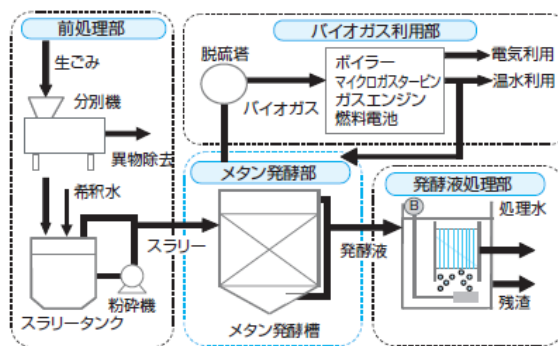 前処理部
生ごみ
分別機
異物除去
希釈水
スラリー
粉砕機
スラリータンク
バイオガス利用部
脱硫塔
バイオガス
ボイラー
マイクロガスタービン
ガスエンジン
燃料電池
電気利用
温水利用
メタン発酵部
発酵液
メタン発酵槽
発酵液処理部
B
処理水
残渣